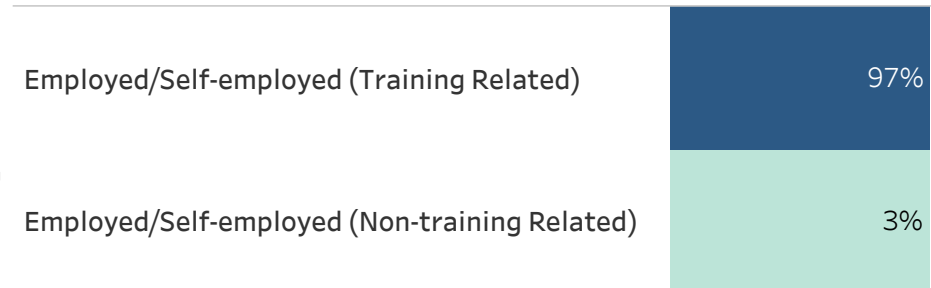 Employed/Self-employed (Training Related) 97%
Employed/Self-employed (Non-training Related) 3%